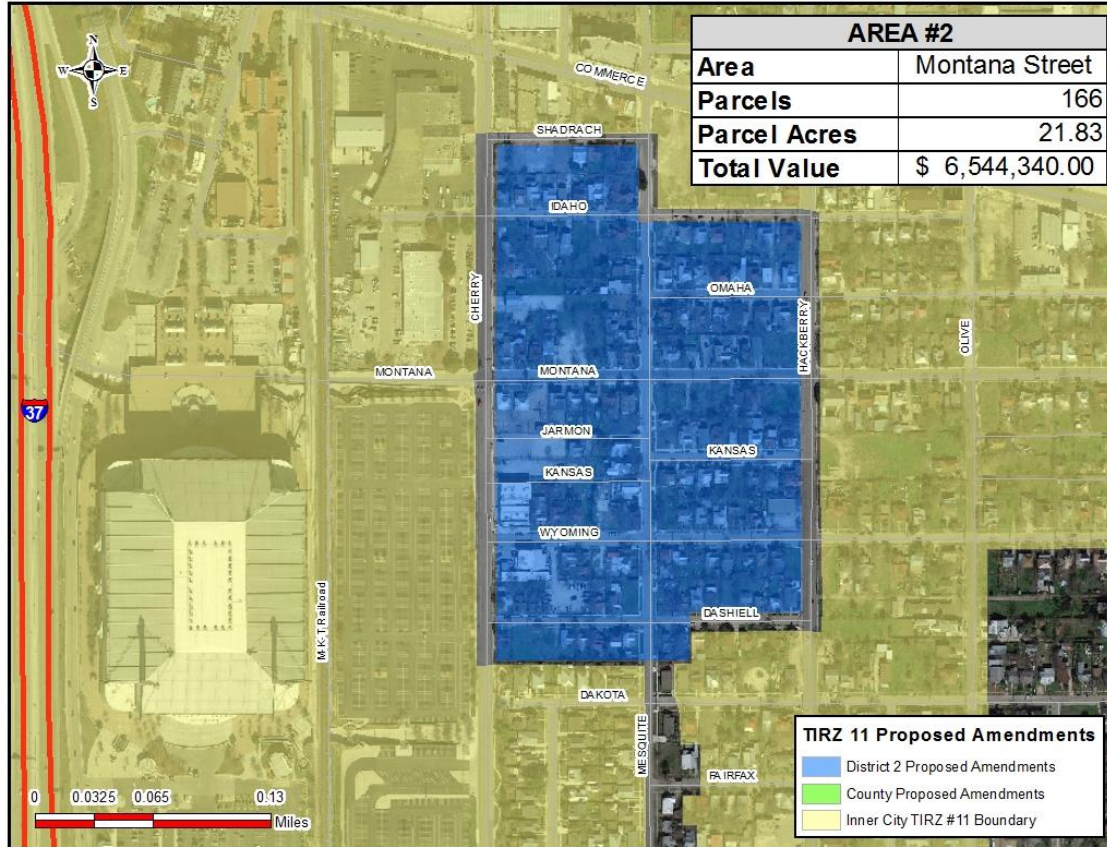 AREA #2
Area Montana Street
Parcels 166
Parcel Acres 21.83
Total Value $ 6,544,340.00
N
W E
S
COMMERCE
SHADRACH
IDAHO
CHERRY
OMAHA
HACKBERRY
OLIVE
MONTANA
MONTANA
37
JARMON
KANSAS
KANSAS
WYOMING
M-K-T Railroad
DASHIELL
DAKOTA
MESQUITE
FAIRFAX
TIRZ 11 Proposed Amendments
District 2 Proposed Amendments
County Proposed Amendments
Inner City TIRZ #11 Boundary
0 0.0325 0.065 0.13
Miles